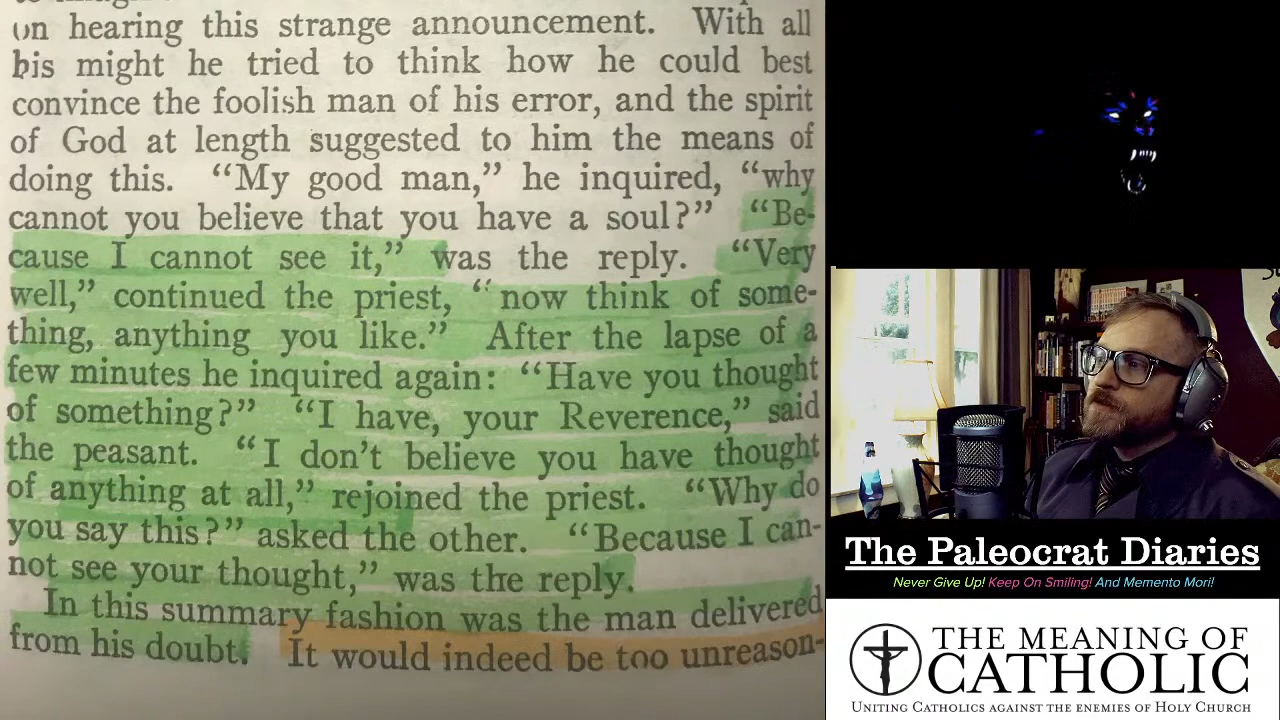 on hearing this strange announcement. With all
his might he tried to think how he could best
convince the foolish man of his error, and the spirit
of God at length suggested to him the means of
doing this. “My good man,” he inquired, “why
cannot you believe that you have a soul?” “Be-
cause I cannot see it,” was the reply. “Very
well,” continued the priest, “now think of some-
thing, anything you like.” After the lapse of a
few minutes he inquired again: “Have you thought
of something?” “I have, your Reverence,” said
the peasant. “I don’t believe you have thought
of anything at all,” rejoined the priest. “Why do
you say this?” asked the other. “Because I can-
not see your thought,” was the reply.
In this summary fashion was the man delivered
from his doubt. It would indeed be too unreason-
The Paleocrat Diaries
Never Give Up! Keep On Smiling! And Memento Mori!
THE MEANING OF
CATHOLIC
UNITING CATHOLICS AGAINST THE ENEMIES OF HOLY CHURCH